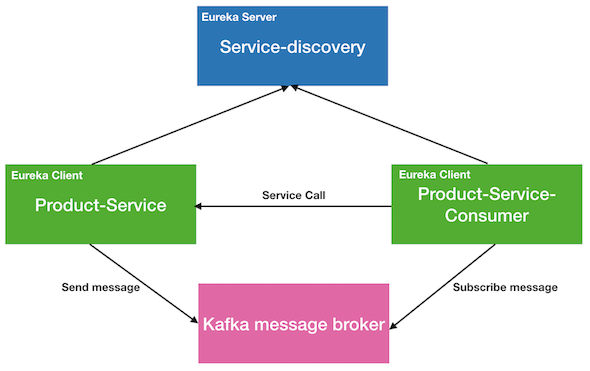 Eureka Server
Service-discovery
Eureka Client
Product-Service
Service Call
Eureka Client
Product-Service-
Consumer
Send message
Subscribe message
Kafka message broker